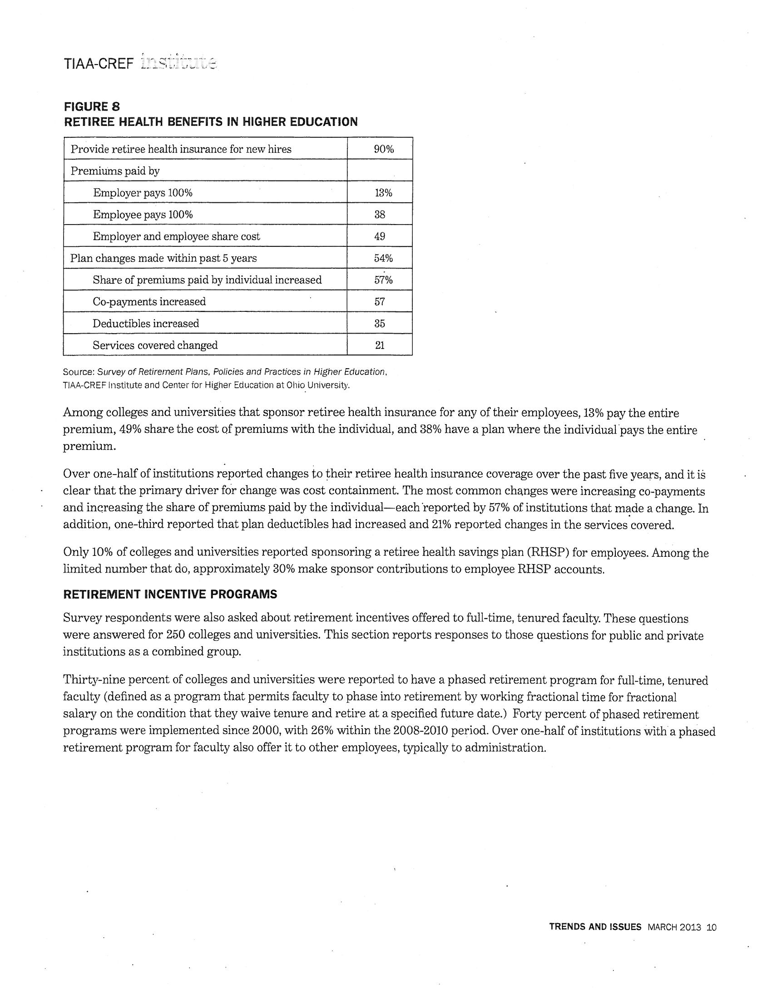 TIAA-CREF institute
FIGURE 8
RETIREE HEALTH BENEFITS IN HIGHER EDUCATION
Provide retiree health insurance for new hires 90%
Premiums paid by
Employer pays 100% 13%
Employee pays 100% 38
Employer and employee share cost 49
Plan changes made within past 5 years 54%
Share of premiums paid by individual increased 57%
Co-payments increased 57
Deductibles increased 35
Services covered changed 21
Source: Survey of Retirement Plans, Policies and Practices in Higher Education,
TIAA-CREF Institute and Center for Higher Education at Ohio University.
Among colleges and universities that sponsor retiree health insurance for any of their employees, 13% pay the entire
premium, 49% share the cost of premiums with the individual, and 38% have a plan where the individual pays the entire
premium.
Over one-half of institutions reported changes to their retiree health insurance coverage over the past five years, and it is
clear that the primary driver for change was cost containment. The most common changes were increasing co-payments
and increasing the share of premiums paid by the individual—each reported by 57% of institutions that made a change. In
addition, one-third reported that plan deductibles had increased and 21% reported changes in the services covered.
Only 10% of colleges and universities reported sponsoring a retiree health savings plan (RHSP) for employees. Among the
limited number that do, approximately 30% make sponsor contributions to employee RHSP accounts.
RETIREMENT INCENTIVE PROGRAMS
Survey respondents were also asked about retirement incentives offered to full-time, tenured faculty. These questions
were answered for 250 colleges and universities. This section reports responses to those questions for public and private
institutions as a combined group.
Thirty-nine percent of colleges and universities were reported to have a phased retirement program for full-time, tenured
faculty (defined as a program that permits faculty to phase into retirement by working fractional time for fractional
salary on the condition that they waive tenure and retire at a specified future date.) Forty percent of phased retirement
programs were implemented since 2000, with 26% within the 2008-2010 period. Over one-half of institutions with a phased
retirement program for faculty also offer it to other employees, typically to administration.
TRENDS AND ISSUES MARCH 2013 10